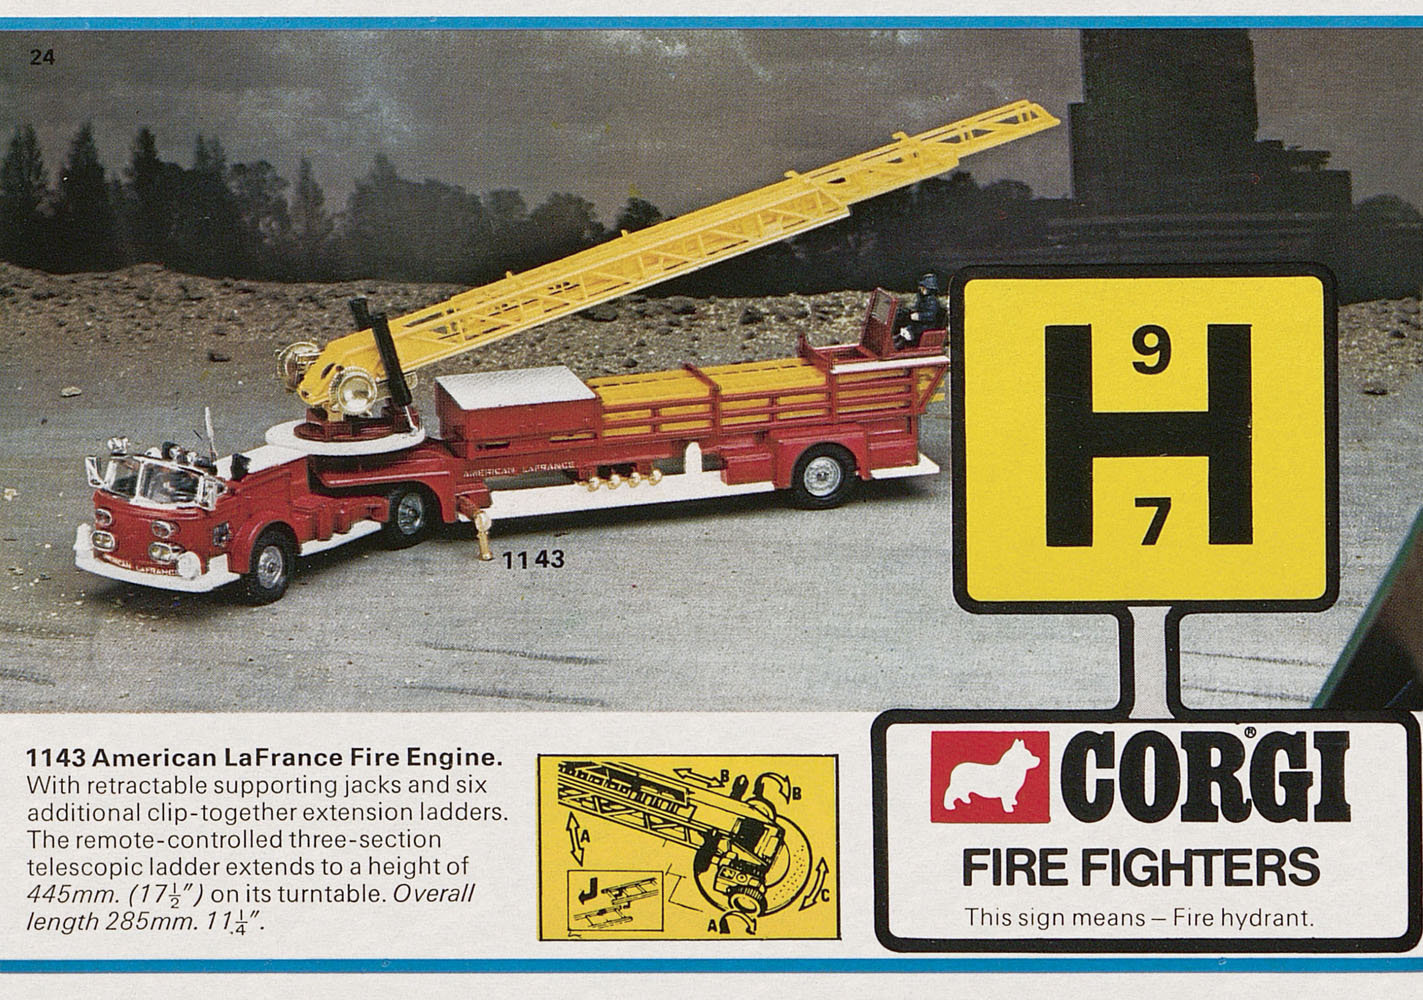 24
9
H
7
AMERICAN LAFRANCE
AMERICAN LAFRANCE
1143
1143 American LaFrance Fire Engine.
With retractable supporting jacks and six
additional clip-together extension ladders.
The remote-controlled three-section
telescopic ladder extends to a height of
445mm. (17½″) on its turntable. Overall
length 285mm. 11¼″.
B
B
A
C
A
CORGI®
FIRE FIGHTERS
This sign means – Fire hydrant.